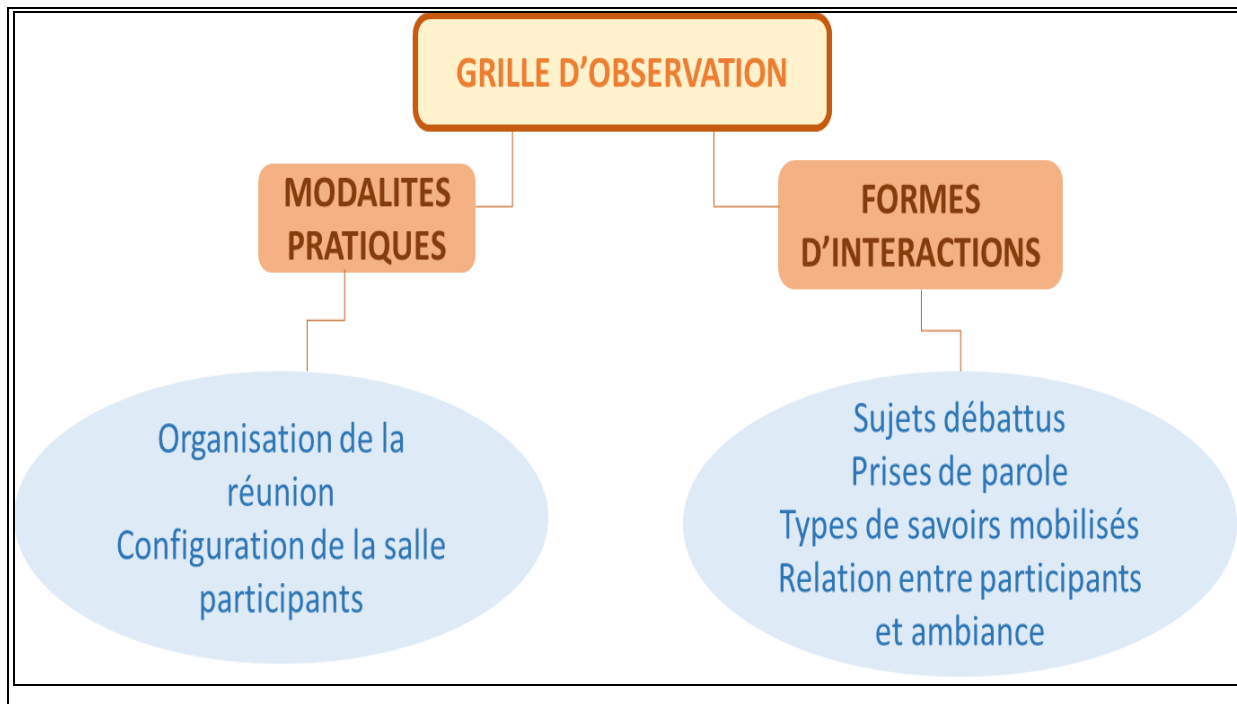 GRILLE D’OBSERVATION
MODALITES
PRATIQUES
Organisation de la
réunion
Configuration de la salle
participants
FORMES
D’INTERACTIONS
Sujets débattus
Prises de parole
Types de savoirs mobilisés
Relation entre participants
et ambiance